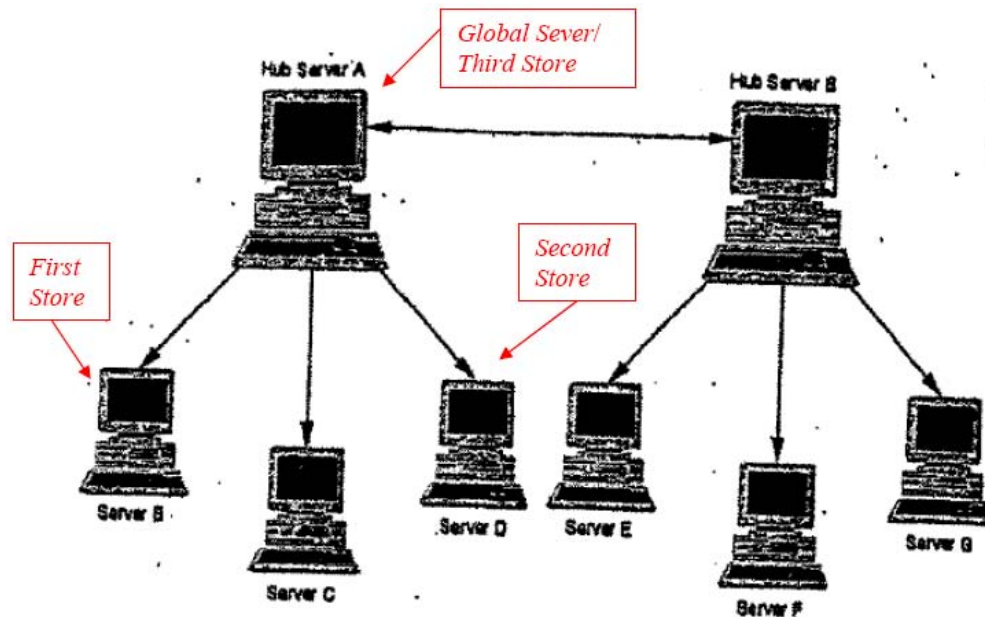 Global Sever/
Third Store
Hub Server A
Hub Server B
First
Store
Second
Store
Server B
Server D
Server E
Server G
Server C
Server F